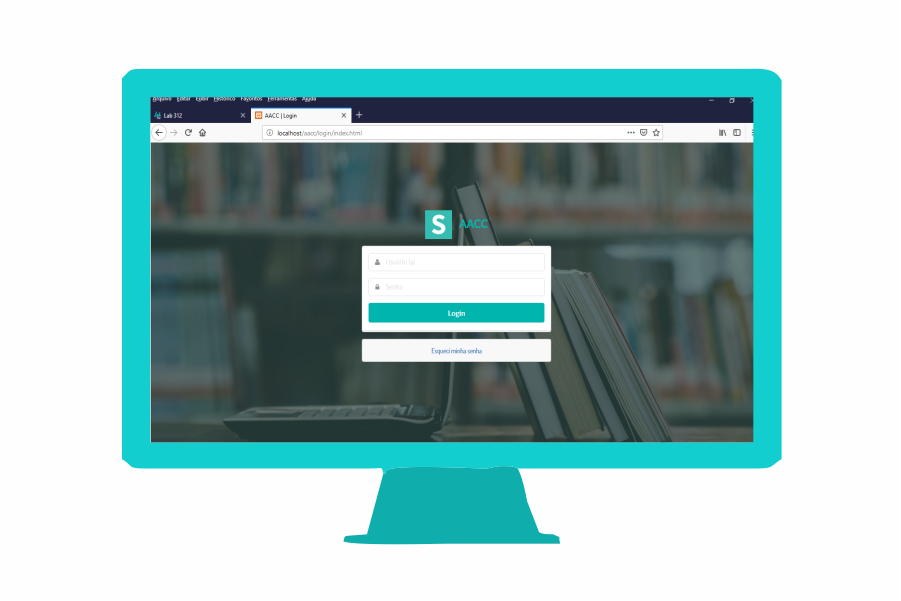 Arquivo Editar Exibir Histórico Favoritos Ferramentas Ajuda
Lab 312
AACC | Login
localhost/aacc/login/index.html
S AACC
Senha
Login
Esqueci minha senha